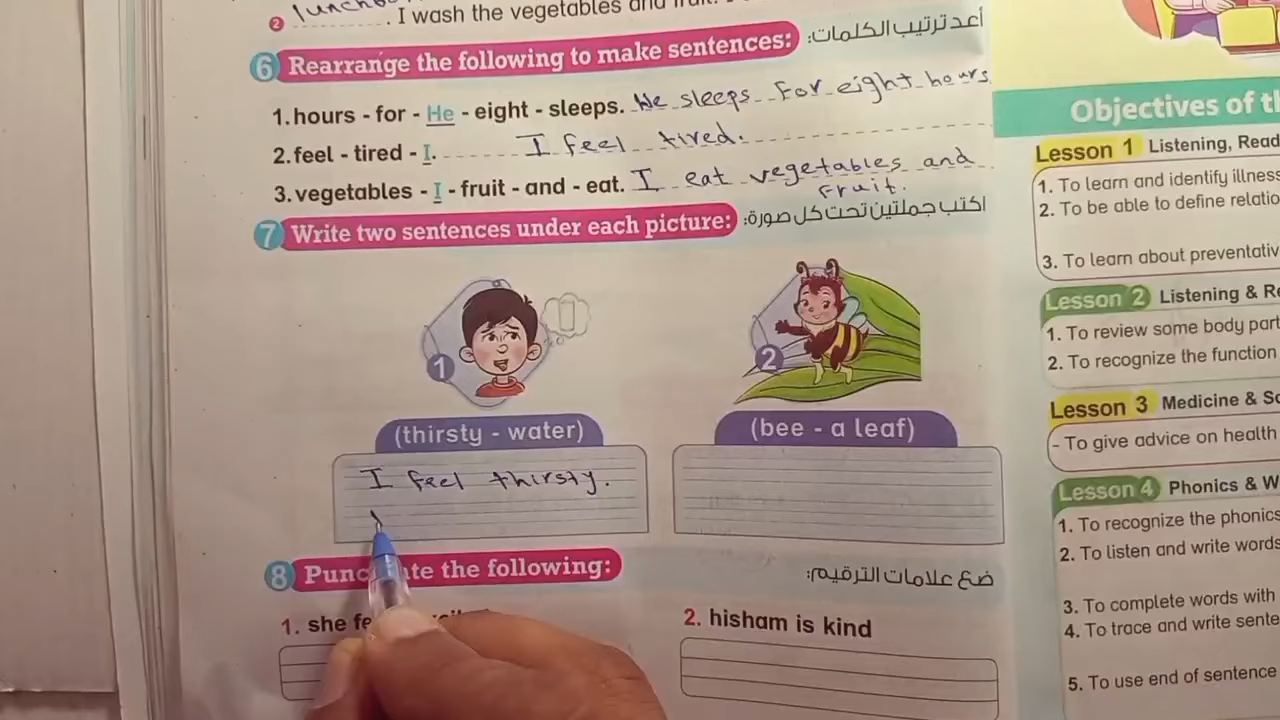 2 . I wash the vegetables and
6 Rearrange the following to make sentences: أعد ترتيب الكلمات:
1. hours - for - He - eight - sleeps. He sleeps for eight hours
2. feel - tired - I. I feel tired.
3. vegetables - I - fruit - and - eat. I eat vegetables and
fruit.
7 Write two sentences under each picture: اكتب جملتين تحت كل صورة:
1
(thirsty - water)
I feel thirsty.
2
(bee - a leaf)
8 the following: ضع علامات الترقيم:
1. she
2. hisham is kind
Objectives of
Lesson 1 Listening, Read
1. To learn and identify illness
2. To be able to define relatio
3. To learn about preventativ
Lesson 2 Listening & Re
1. To review some body part
2. To recognize the function
Lesson 3 Medicine & Sc
- To give advice on health
Lesson 4 Phonics & W
1. To recognize the phonics
2. To listen and write words
3. To complete words with
4. To trace and write sente
5. To use end of sentence